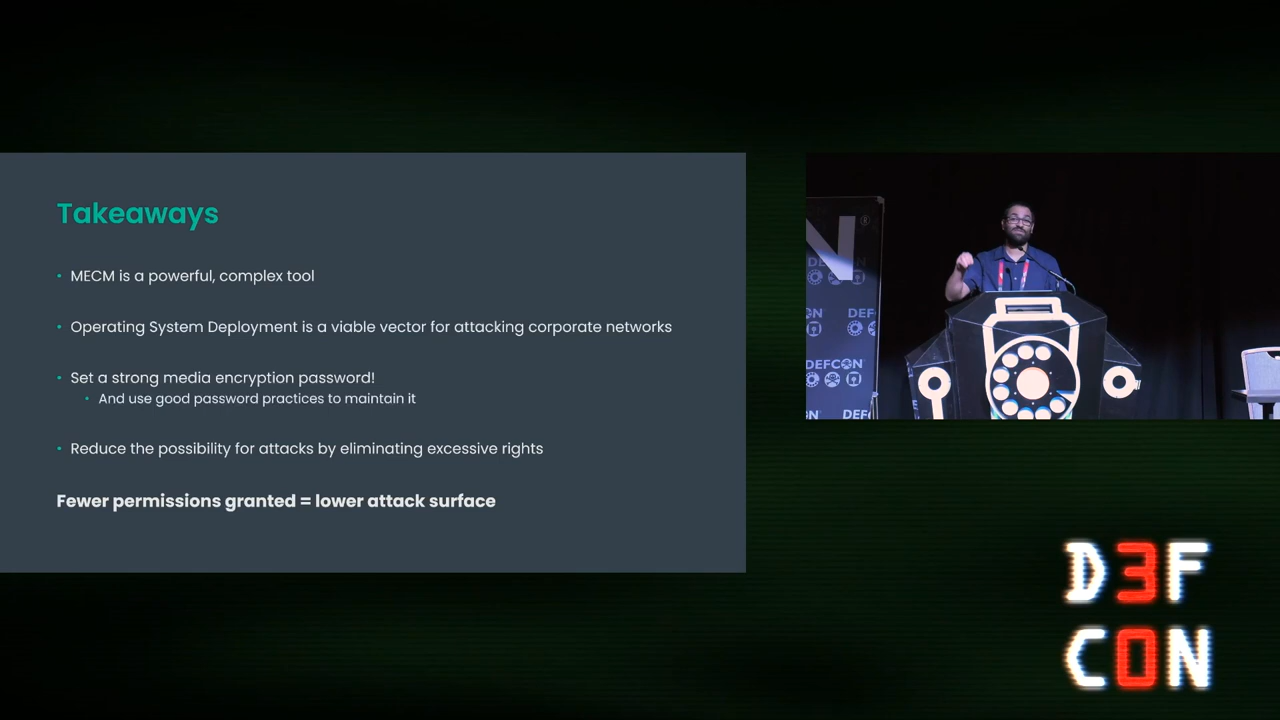 Takeaways
• MECM is a powerful, complex tool
• Operating System Deployment is a viable vector for attacking corporate networks
• Set a strong media encryption password!
• And use good password practices to maintain it
• Reduce the possibility for attacks by eliminating excessive rights
Fewer permissions granted = lower attack surface
N®
DEFCON
D3F
C0N